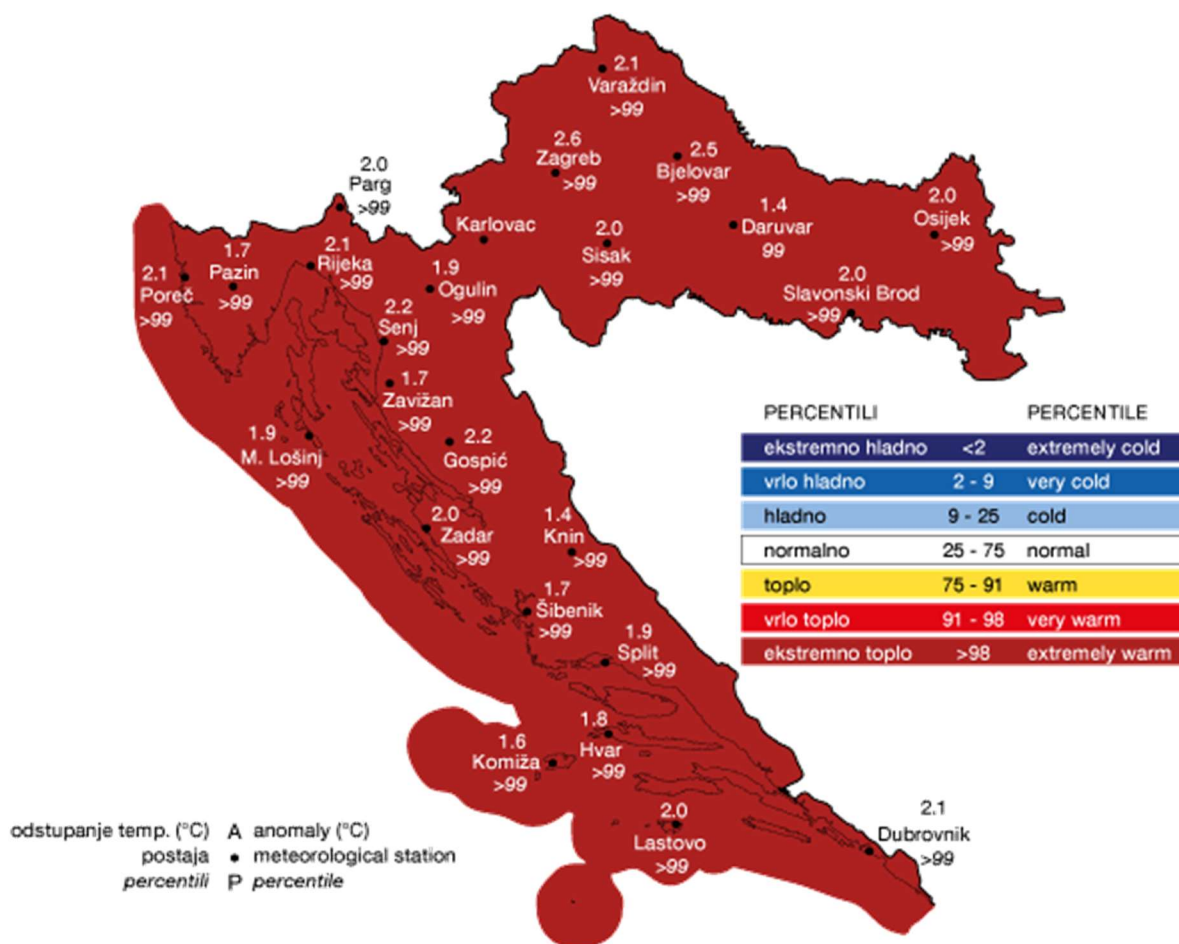 2.1
Varaždin
>99
2.6
Zagreb
>99
2.5
Bjelovar
>99
2.0
Parg
>99
Karlovac
2.0
Sisak
>99
1.4
Daruvar
99
2.0
Osijek
>99
2.0
Slavonski Brod
>99
2.1
Poreč
>99
1.7
Pazin
>99
2.1
Rijeka
>99
1.9
Ogulin
>99
2.2
Senj
>99
1.7
Zavižan
>99
1.9
M. Lošinj
>99
2.2
Gospić
>99
2.0
Zadar
>99
1.4
Knin
>99
1.7
Šibenik
>99
1.9
Split
>99
1.8
Hvar
>99
1.6
Komiža
>99
2.0
Lastovo
>99
2.1
Dubrovnik
>99
PERCENTILI PERCENTILE
ekstremno hladno <2 extremely cold
vrlo hladno 2 - 9 very cold
hladno 9 - 25 cold
normalno 25 - 75 normal
toplo 75 - 91 warm
vrlo toplo 91 - 98 very warm
ekstremno toplo >98 extremely warm
odstupanje temp. (°C) A anomaly (°C)
postaja • meteorological station
percentili P percentile